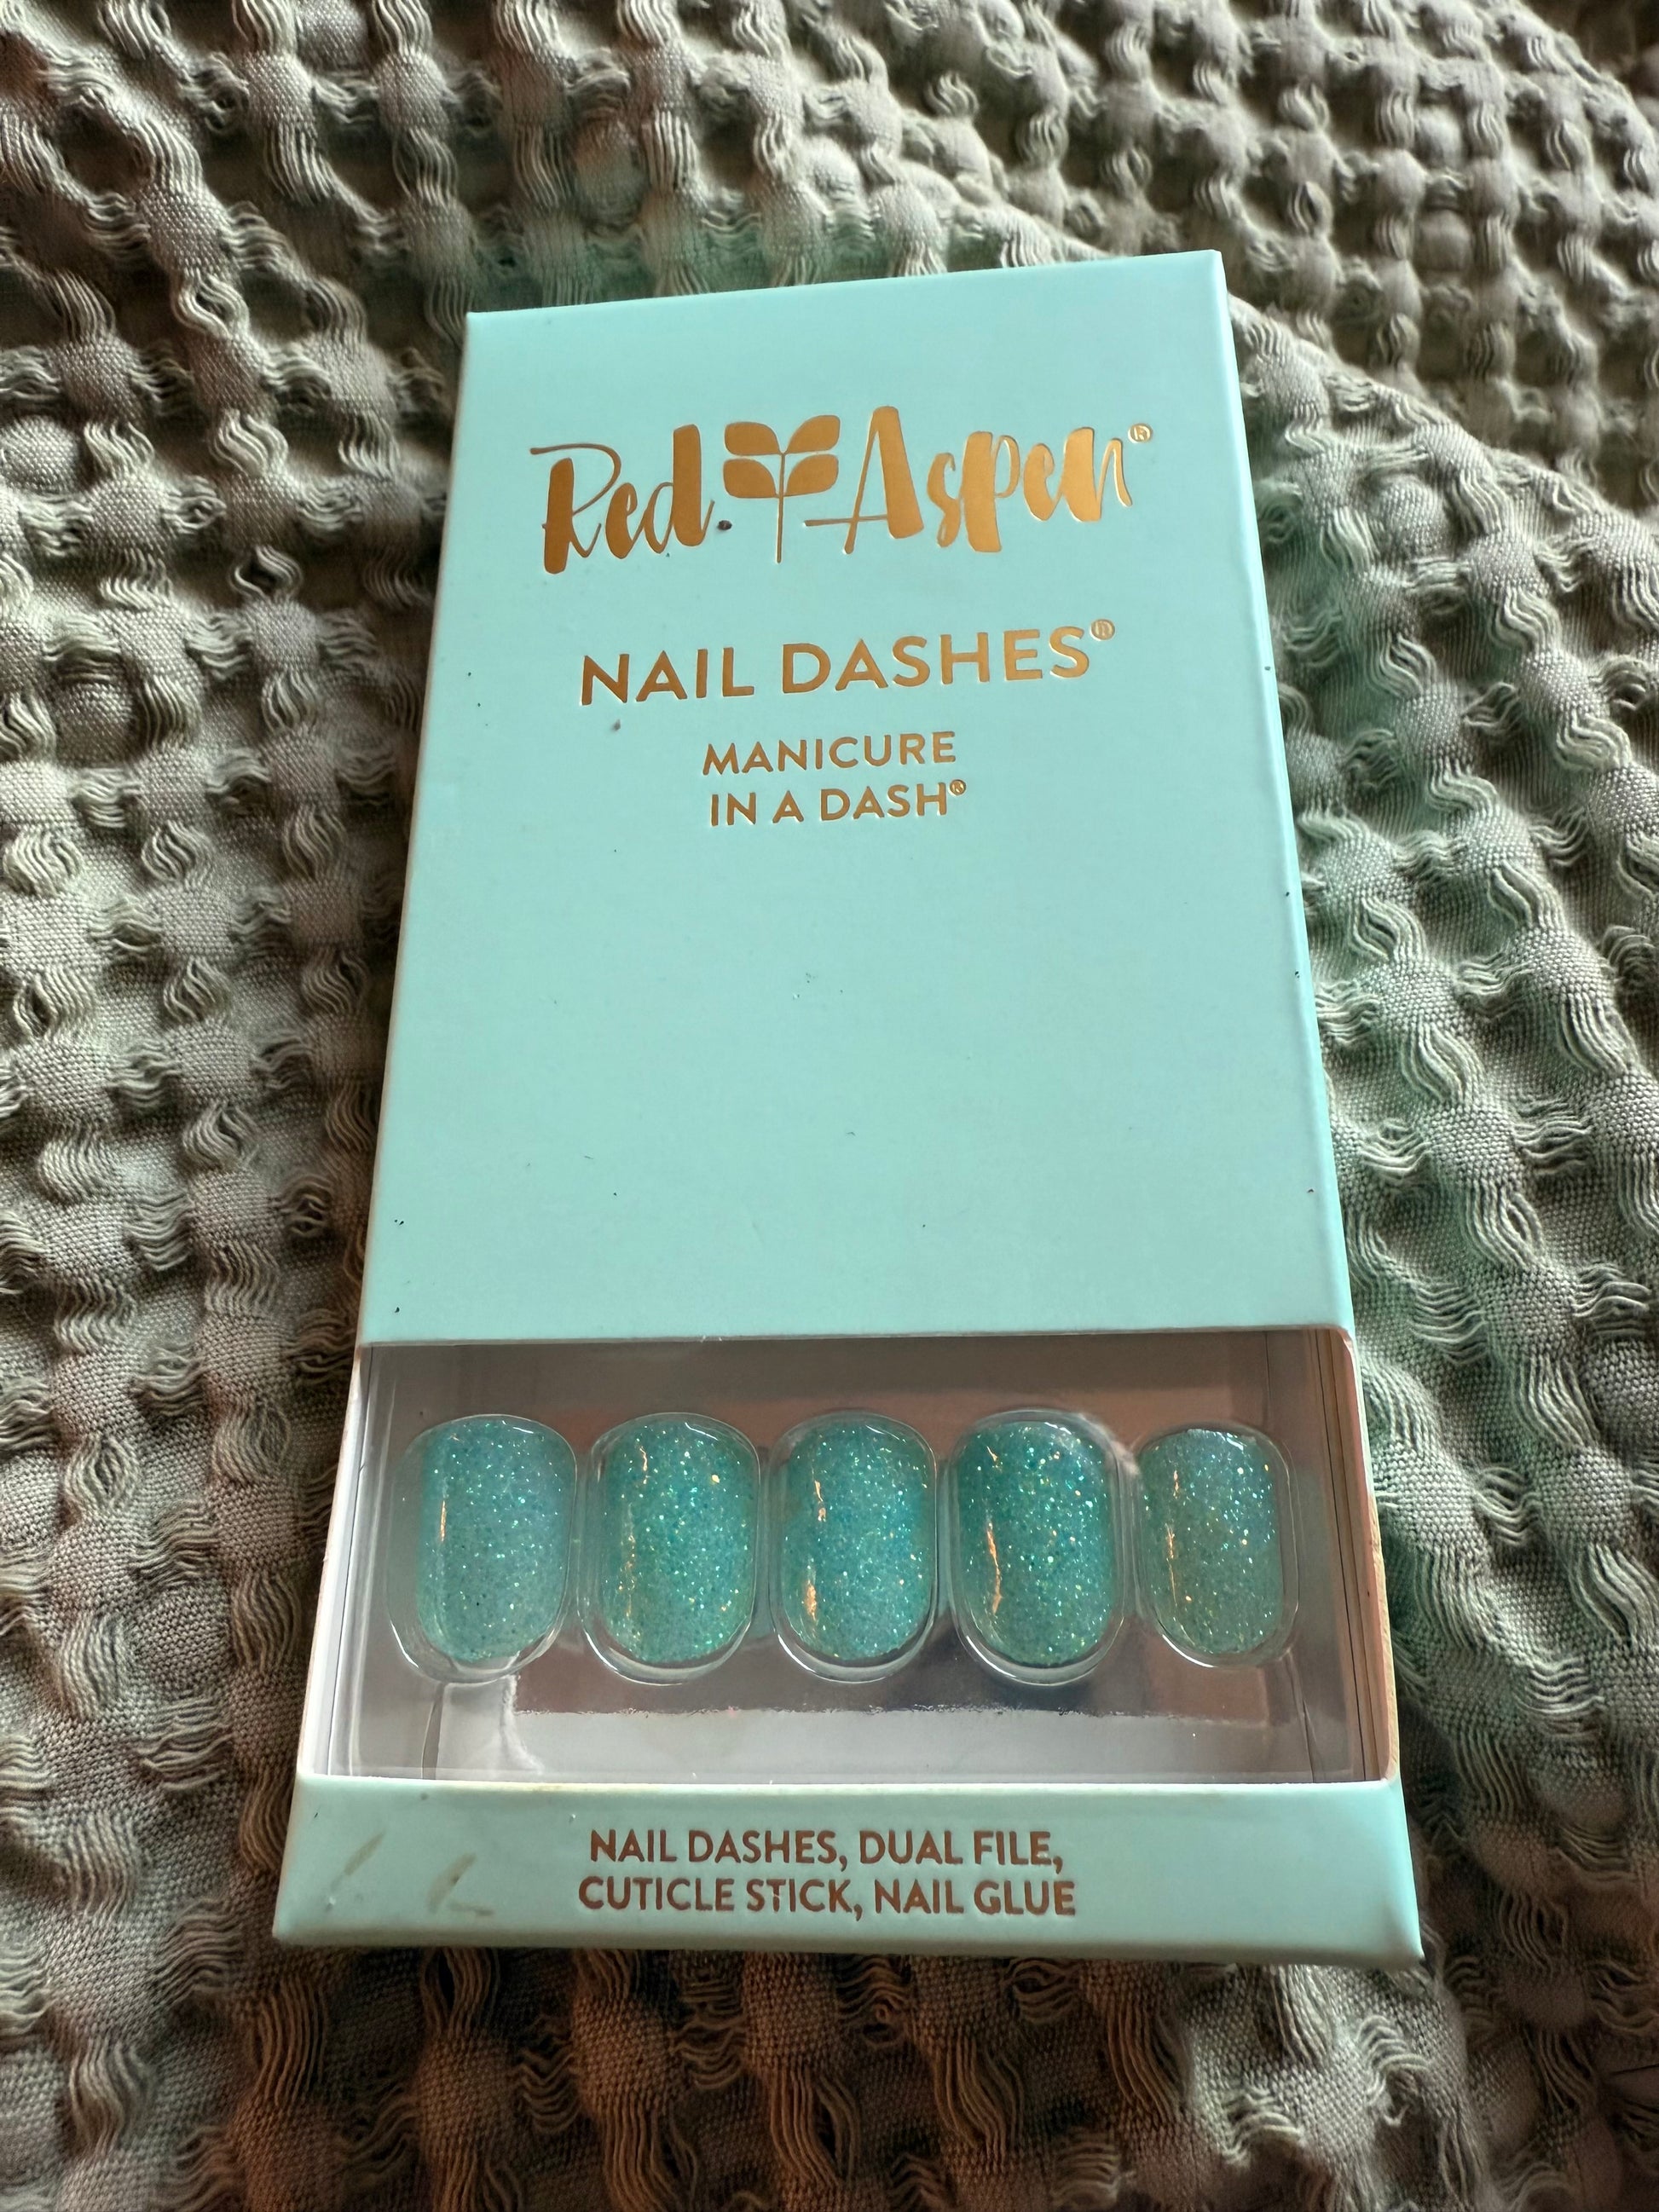 Red Aspen®
NAIL DASHES®
MANICURE
IN A DASH®
NAIL DASHES, DUAL FILE,
CUTICLE STICK, NAIL GLUE